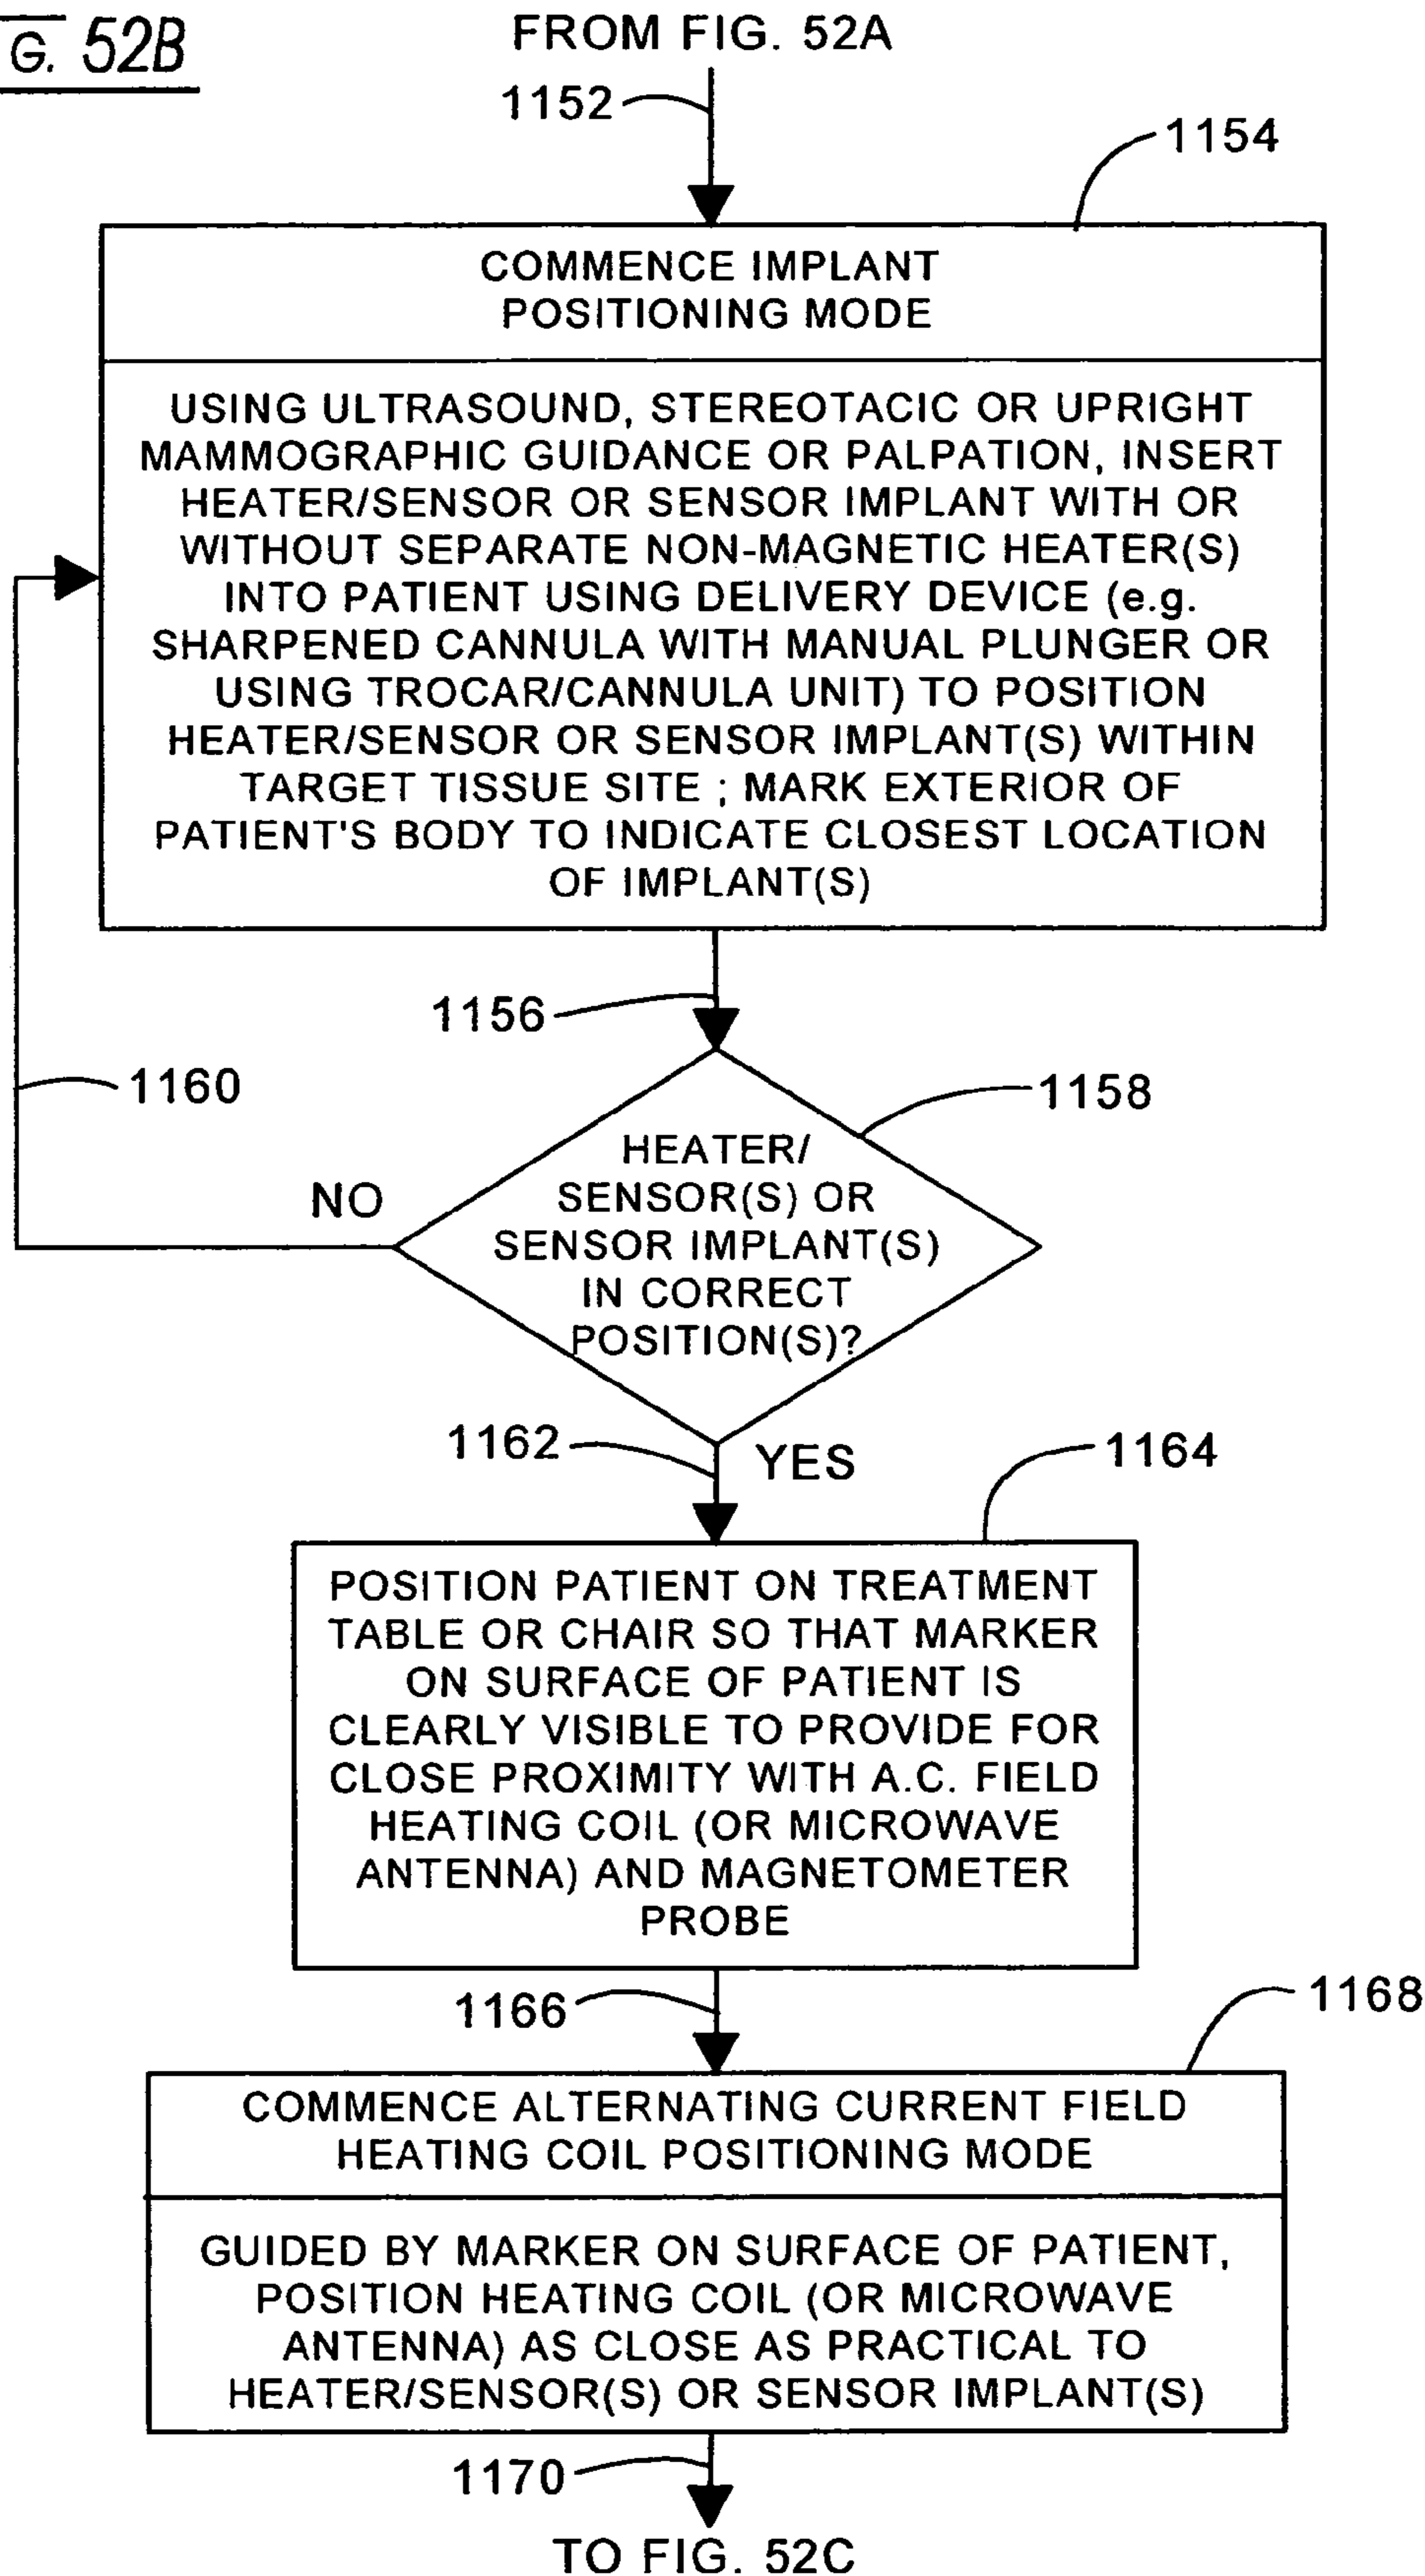 G. 52B
FROM FIG. 52A
1152
1154
COMMENCE IMPLANT
POSITIONING MODE
USING ULTRASOUND, STEREOTACIC OR UPRIGHT
MAMMOGRAPHIC GUIDANCE OR PALPATION, INSERT
HEATER/SENSOR OR SENSOR IMPLANT WITH OR
WITHOUT SEPARATE NON-MAGNETIC HEATER(S)
INTO PATIENT USING DELIVERY DEVICE (e.g.
SHARPENED CANNULA WITH MANUAL PLUNGER OR
USING TROCAR/CANNULA UNIT) TO POSITION
HEATER/SENSOR OR SENSOR IMPLANT(S) WITHIN
TARGET TISSUE SITE ; MARK EXTERIOR OF
PATIENT'S BODY TO INDICATE CLOSEST LOCATION
OF IMPLANT(S)
1156
1160
1158
HEATER/
SENSOR(S) OR
SENSOR IMPLANT(S)
IN CORRECT
POSITION(S)?
NO
1162
YES
1164
POSITION PATIENT ON TREATMENT
TABLE OR CHAIR SO THAT MARKER
ON SURFACE OF PATIENT IS
CLEARLY VISIBLE TO PROVIDE FOR
CLOSE PROXIMITY WITH A.C. FIELD
HEATING COIL (OR MICROWAVE
ANTENNA) AND MAGNETOMETER
PROBE
1166
1168
COMMENCE ALTERNATING CURRENT FIELD
HEATING COIL POSITIONING MODE
GUIDED BY MARKER ON SURFACE OF PATIENT,
POSITION HEATING COIL (OR MICROWAVE
ANTENNA) AS CLOSE AS PRACTICAL TO
HEATER/SENSOR(S) OR SENSOR IMPLANT(S)
1170
TO FIG. 52C